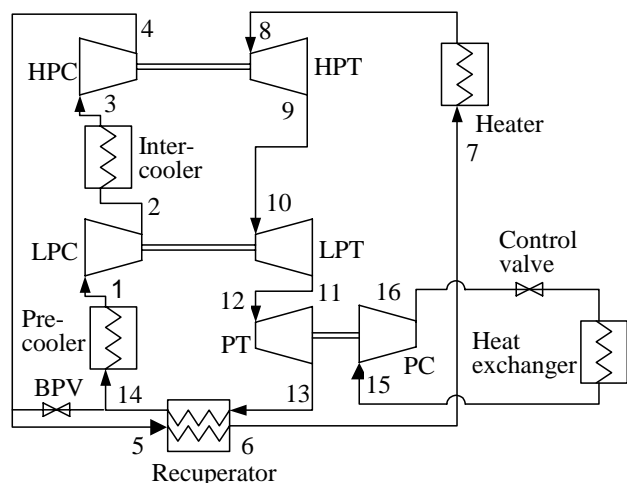 4
8
HPC
HPT
3
9
Heater
7
Inter-
cooler
2
10
Control
valve
LPC
LPT
1
12
11
16
Pre-
cooler
PT
PC
Heat
exchanger
15
BPV
14
13
5
6
Recuperator